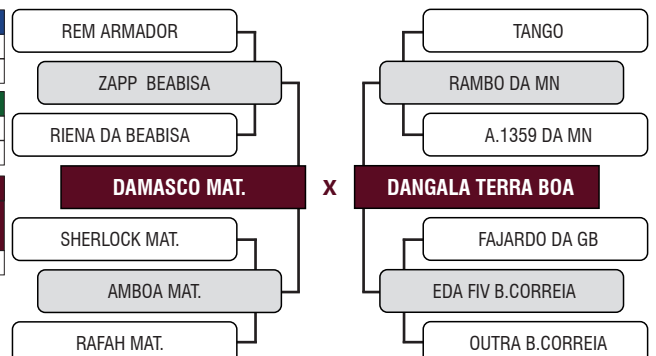 REM ARMADOR
TANGO
ZAPP BEABISA
RAMBO DA MN
RIENA DA BEABISA
A.1359 DA MN
DAMASCO MAT.
X
DANGALA TERRA BOA
SHERLOCK MAT.
FAJARDO DA GB
AMBOA MAT.
EDA FIV B.CORREIA
RAFAH MAT.
OUTRA B.CORREIA